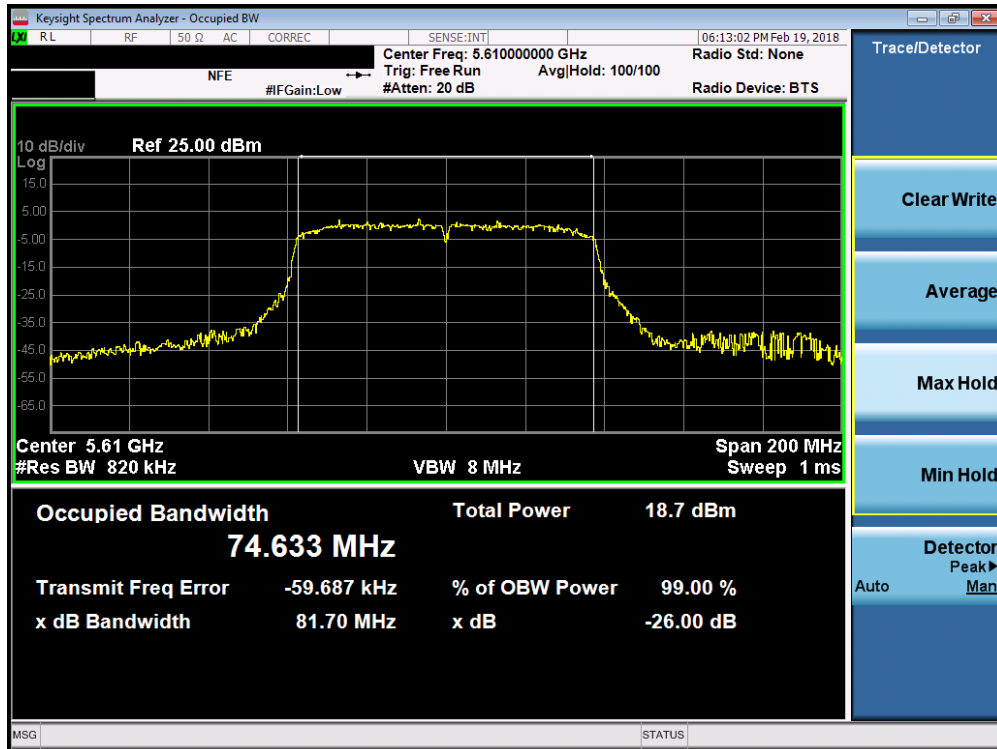 Keysight Spectrum Analyzer - Occupied BW
LXI RL RF 50 Ω AC CORREC SENSE:INT 06:13:02 PM Feb 19, 2018
Center Freq: 5.610000000 GHz Radio Std: None
NFE Trig: Free Run Avg|Hold: 100/100
#IFGain:Low #Atten: 20 dB Radio Device: BTS
10 dB/div Ref 25.00 dBm
Log
15.0
5.00
-5.00
-15.0
-25.0
-35.0
-45.0
-55.0
-65.0
Center 5.61 GHz Span 200 MHz
#Res BW 820 kHz VBW 8 MHz Sweep 1 ms
Occupied Bandwidth Total Power 18.7 dBm
74.633 MHz
Transmit Freq Error -59.687 kHz % of OBW Power 99.00 %
x dB Bandwidth 81.70 MHz x dB -26.00 dB
MSG STATUS
Trace/Detector
Clear Write
Average
Max Hold
Min Hold
Detector
Peak▶
Auto Man